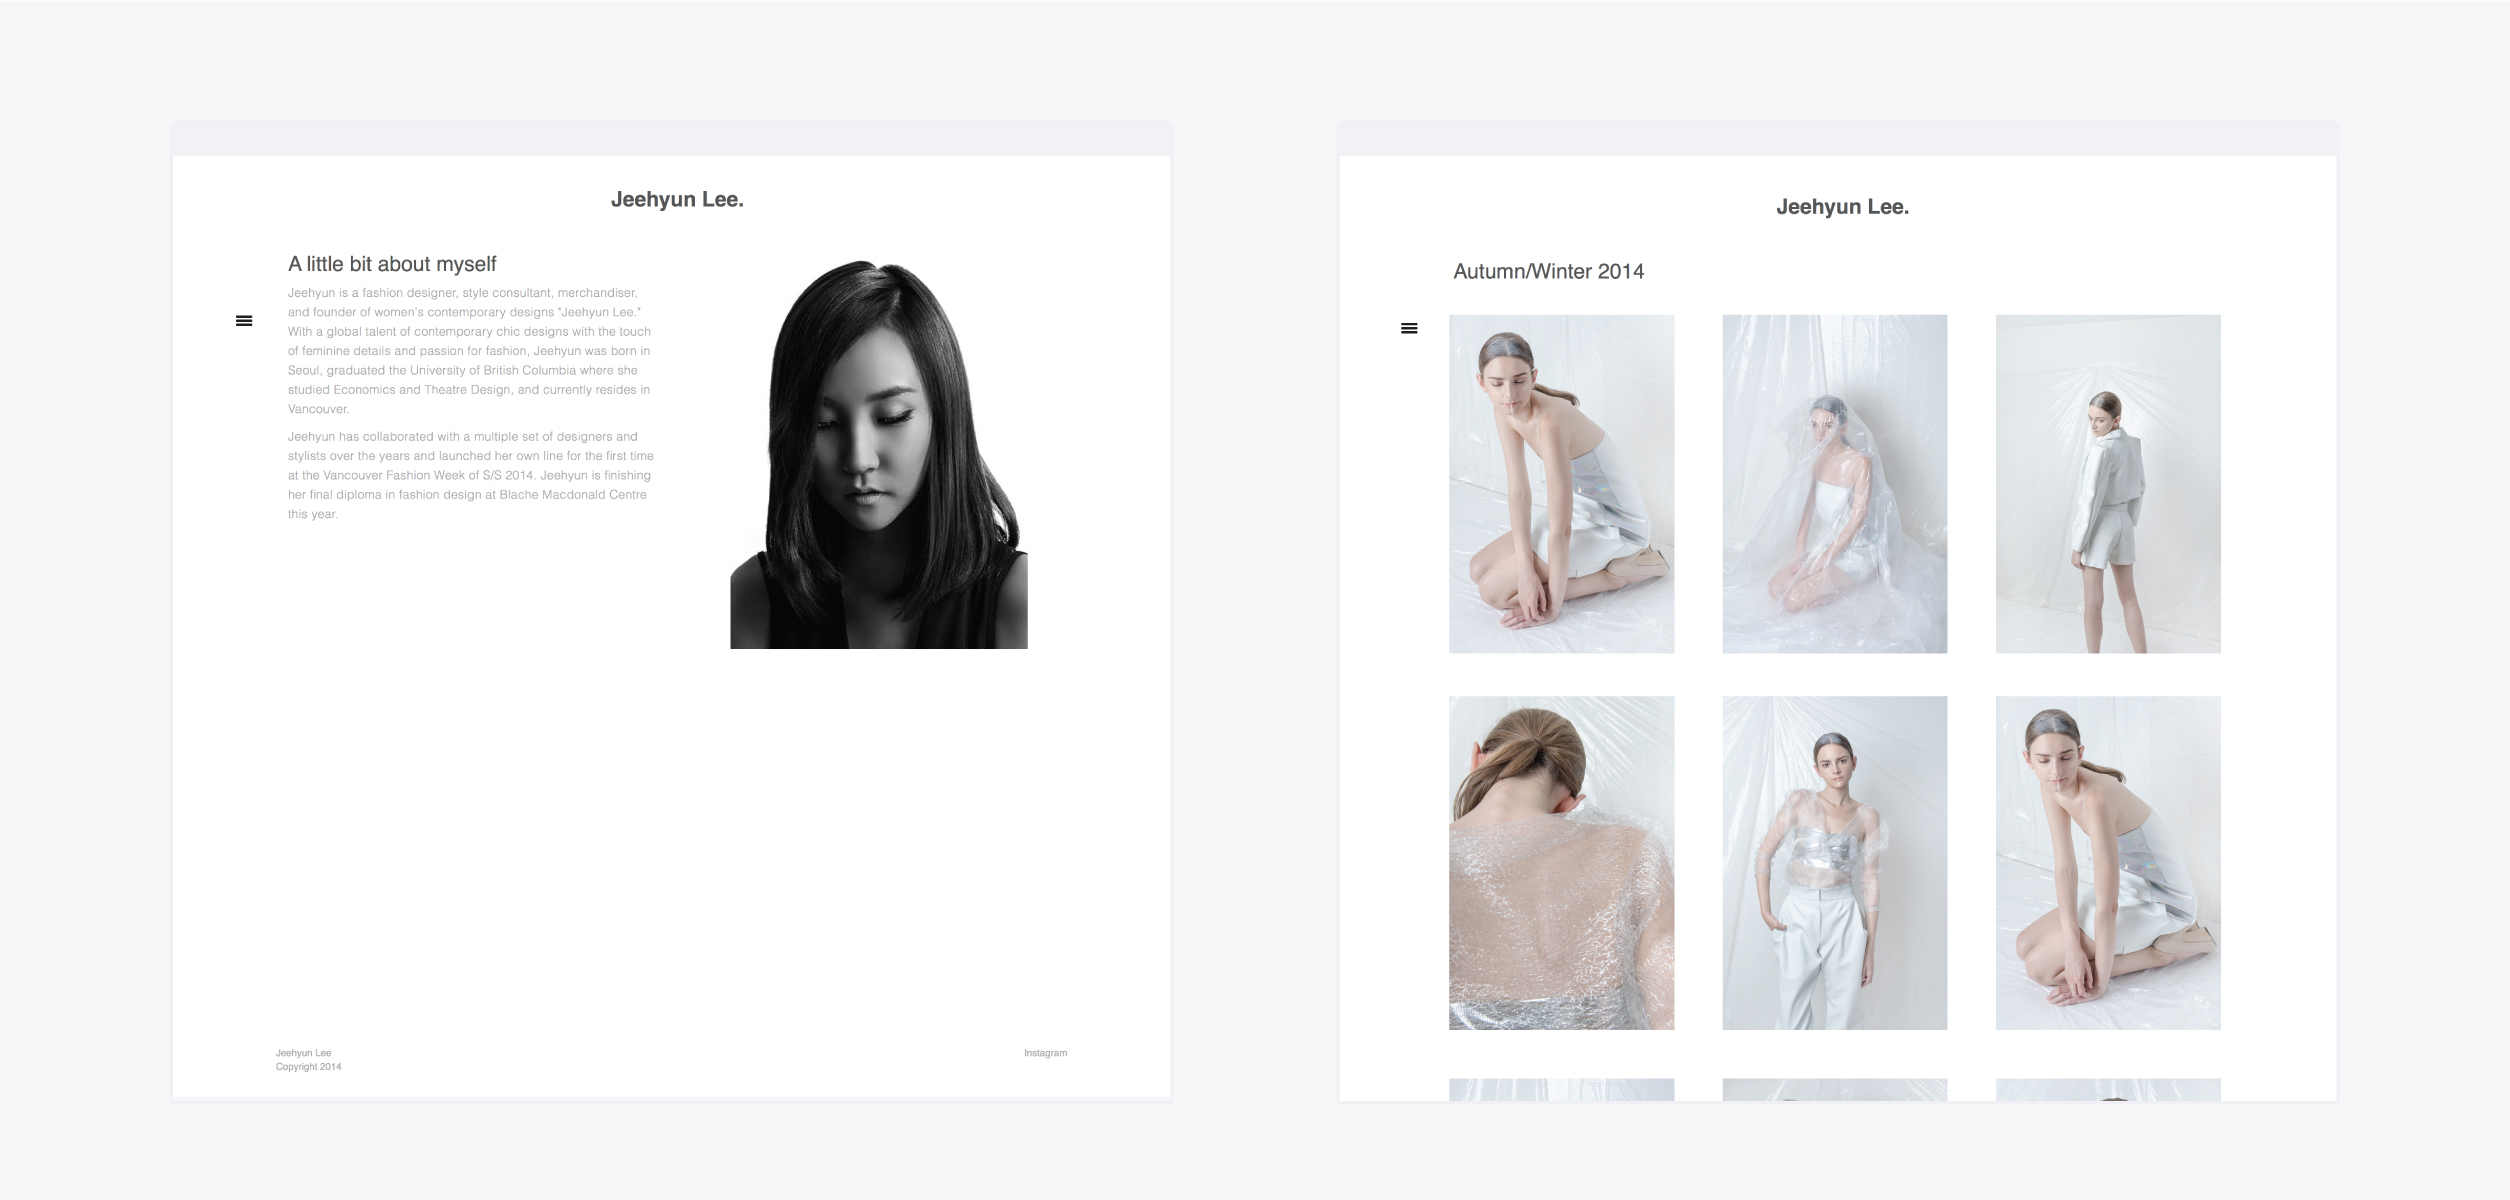 Jeehyun Lee.
A little bit about myself
Jeehyun is a fashion designer, style consultant, merchandiser,
and founder of women's contemporary designs "Jeehyun Lee."
With a global talent of contemporary chic designs with the touch
of feminine details and passion for fashion, Jeehyun was born in
Seoul, graduated the University of British Columbia where she
studied Economics and Theatre Design, and currently resides in
Vancouver.
Jeehyun has collaborated with a multiple set of designers and
stylists over the years and launched her own line for the first time
at the Vancouver Fashion Week of S/S 2014. Jeehyun is finishing
her final diploma in fashion design at Blache Macdonald Centre
this year.
Jeehyun Lee
Copyright 2014
Instagram
Jeehyun Lee.
Autumn/Winter 2014